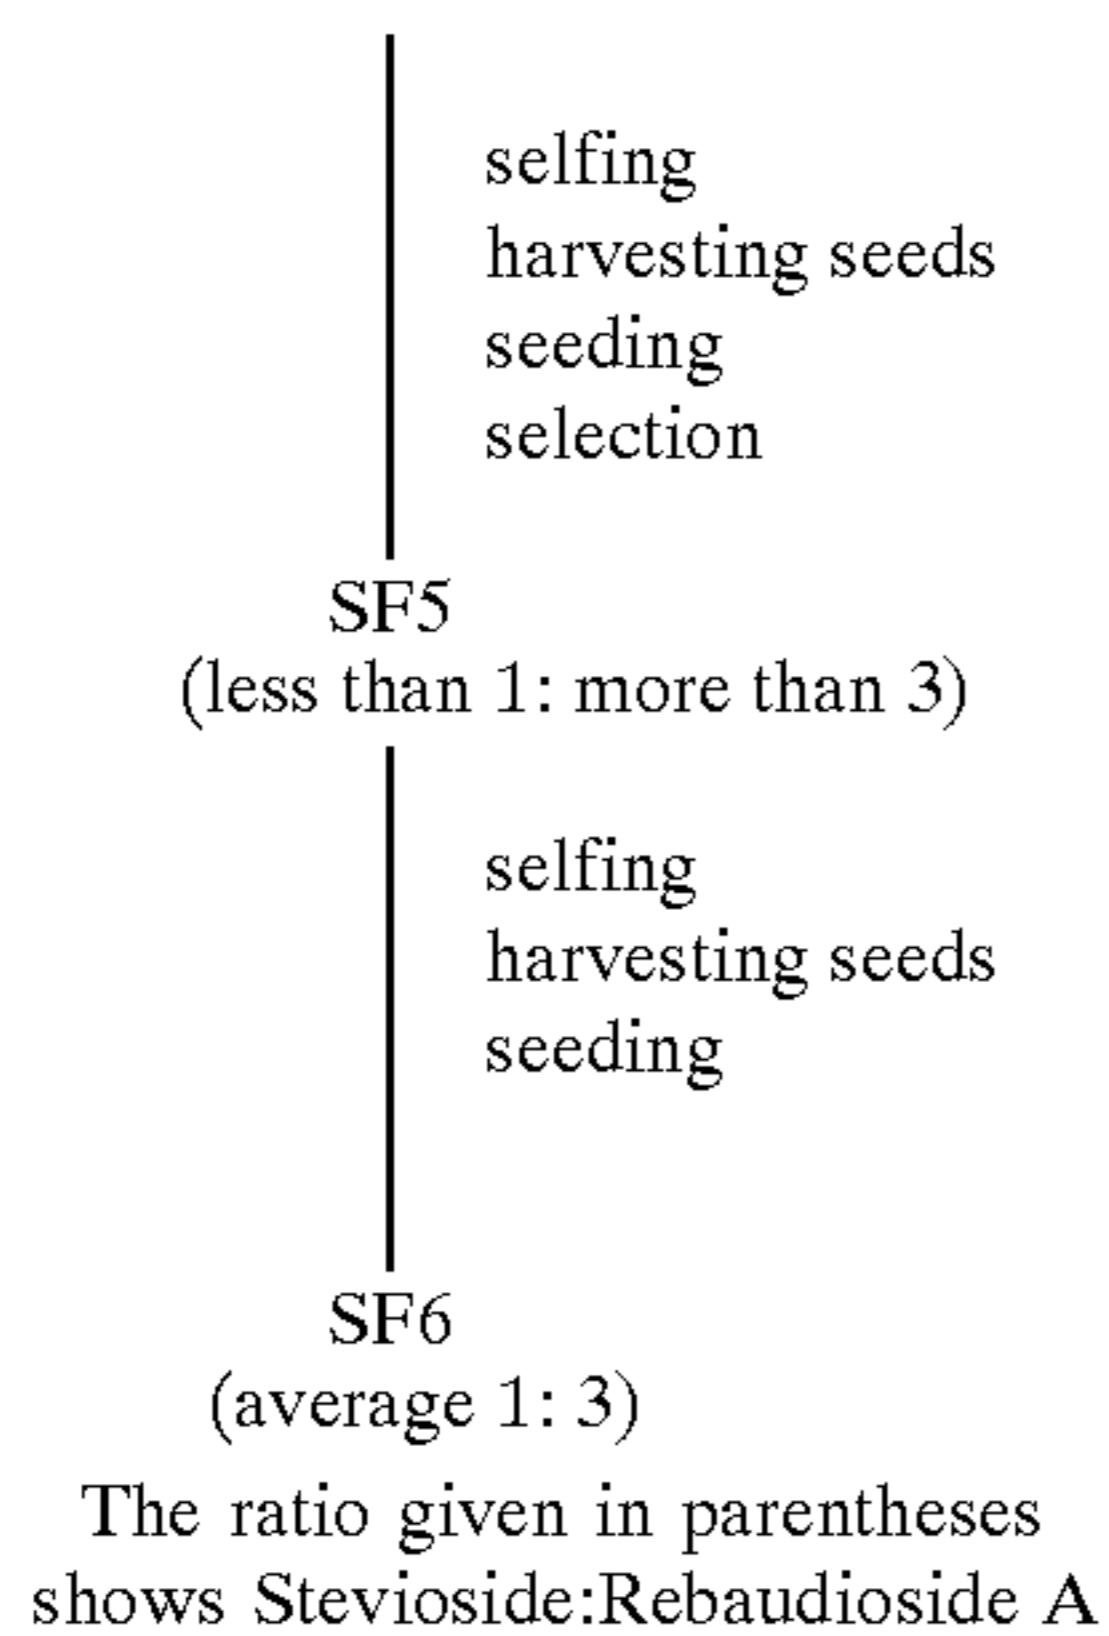 selfing
harvesting seeds
seeding
selection
SF5
(less than 1: more than 3)
selfing
harvesting seeds
seeding
SF6
(average 1: 3)
The ratio given in parentheses
shows Stevioside:Rebaudioside A